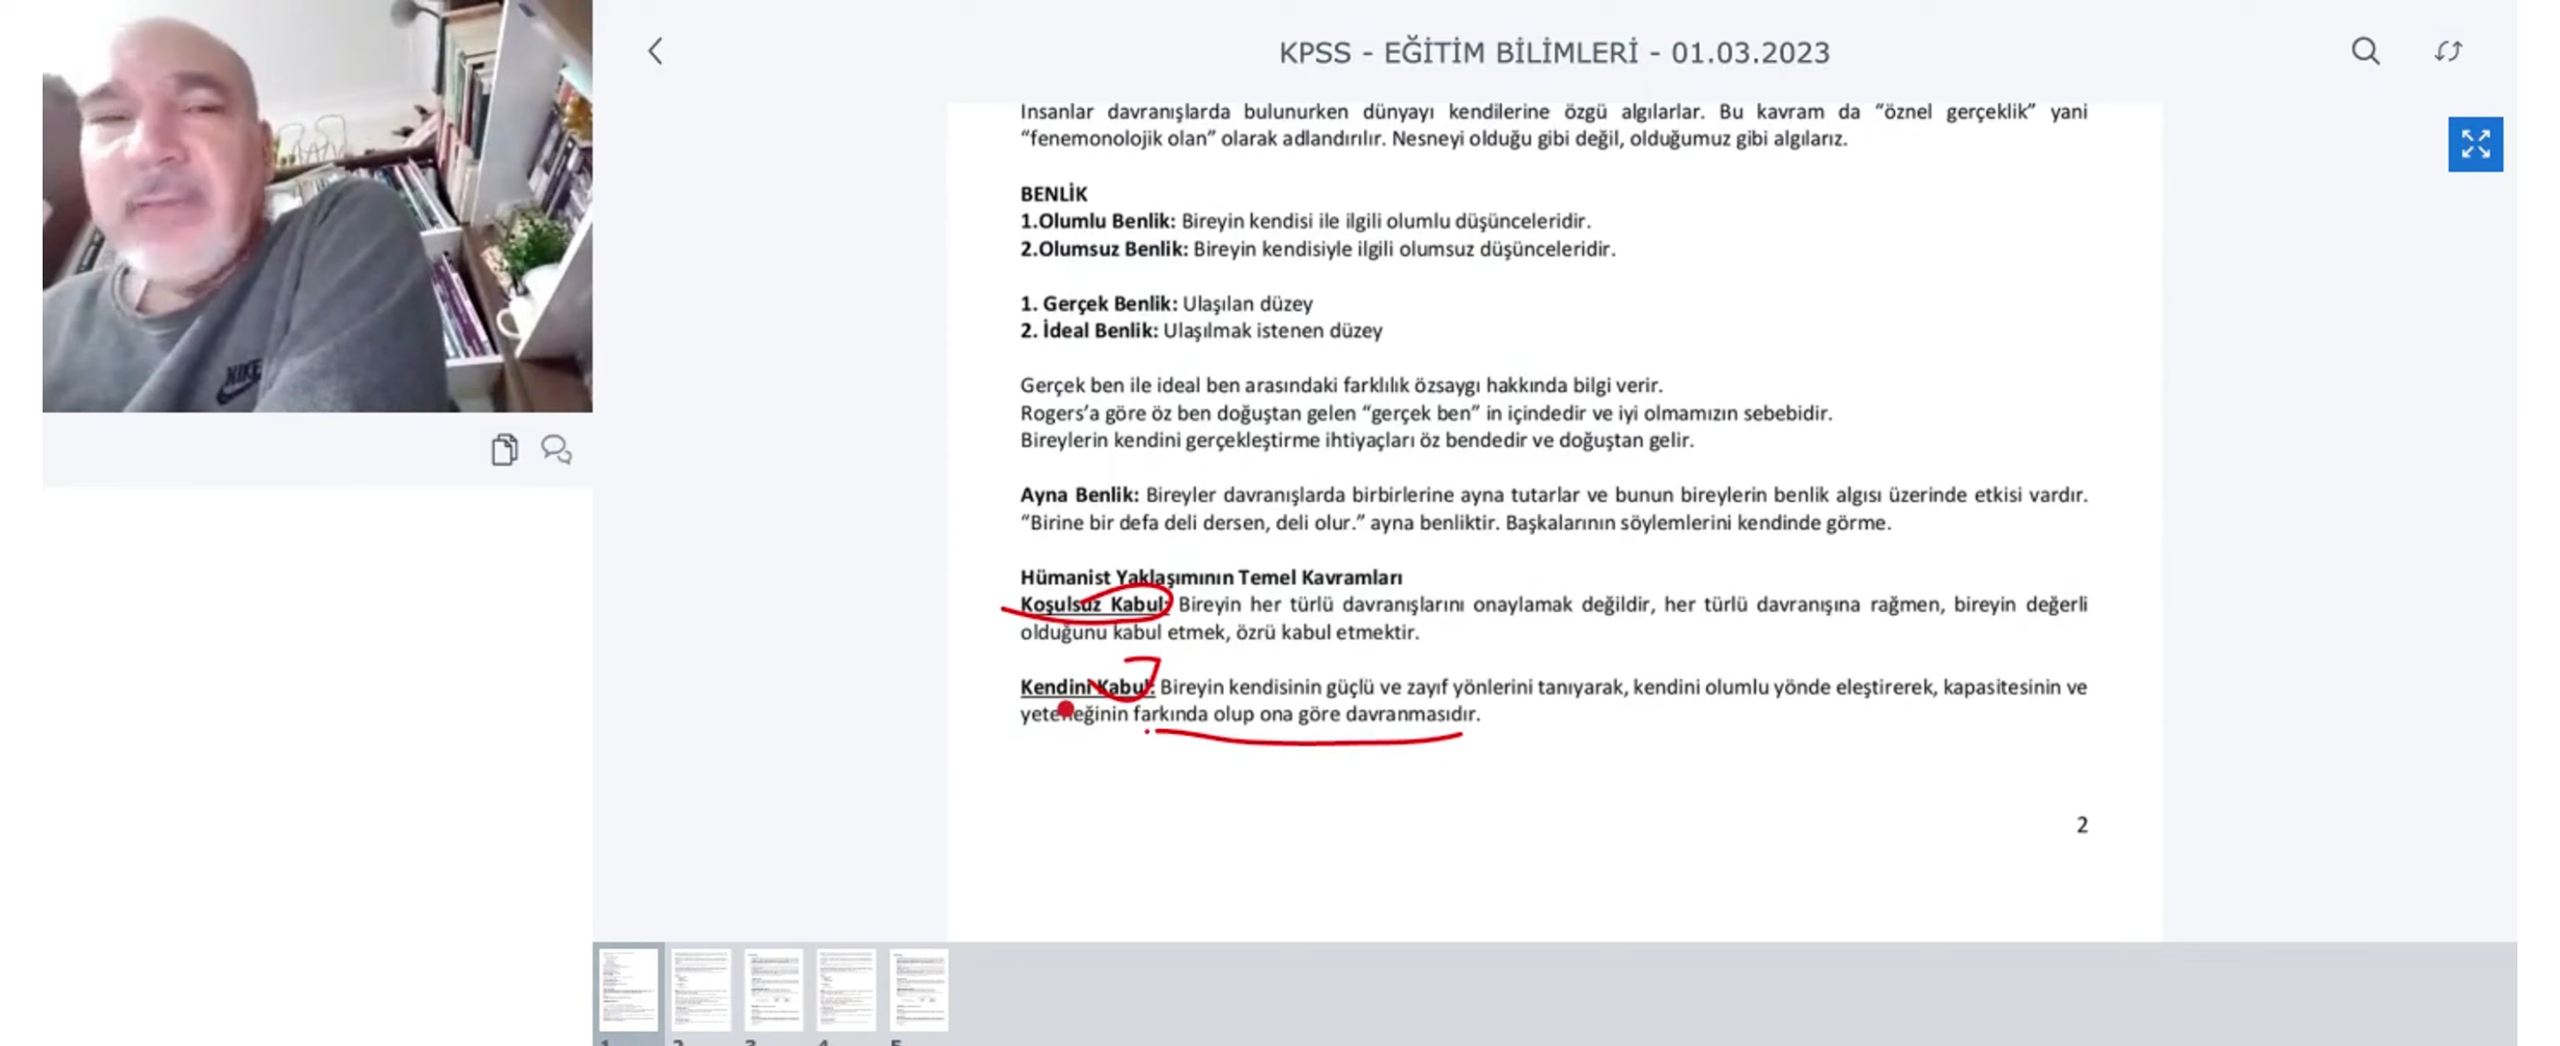 KPSS - EĞİTİM BİLİMLERİ - 01.03.2023
İnsanlar davranışlarda bulunurken dünyayı kendilerine özgü algılarlar. Bu kavram da “öznel gerçeklik” yani
“fenemonolojik olan” olarak adlandırılır. Nesneyi olduğu gibi değil, olduğumuz gibi algılarız.
BENLİK
1.Olumlu Benlik: Bireyin kendisi ile ilgili olumlu düşünceleridir.
2.Olumsuz Benlik: Bireyin kendisiyle ilgili olumsuz düşünceleridir.
1. Gerçek Benlik: Ulaşılan düzey
2. İdeal Benlik: Ulaşılmak istenen düzey
Gerçek ben ile ideal ben arasındaki farklılık özsaygı hakkında bilgi verir.
Rogers’a göre öz ben doğuştan gelen “gerçek ben” in içindedir ve iyi olmamızın sebebidir.
Bireylerin kendini gerçekleştirme ihtiyaçları öz bendedir ve doğuştan gelir.
Ayna Benlik: Bireyler davranışlarda birbirlerine ayna tutarlar ve bunun bireylerin benlik algısı üzerinde etkisi vardır.
“Birine bir defa deli dersen, deli olur.” ayna benliktir. Başkalarının söylemlerini kendinde görme.
Hümanist Yaklaşımının Temel Kavramları
Koşulsuz Kabul: Bireyin her türlü davranışlarını onaylamak değildir, her türlü davranışına rağmen, bireyin değerli
olduğunu kabul etmek, özrü kabul etmektir.
Kendini Kabul: Bireyin kendisinin güçlü ve zayıf yönlerini tanıyarak, kendini olumlu yönde eleştirerek, kapasitesinin ve
yeteneğinin farkında olup ona göre davranmasıdır.
2
NIKE
1 2 3 4 5